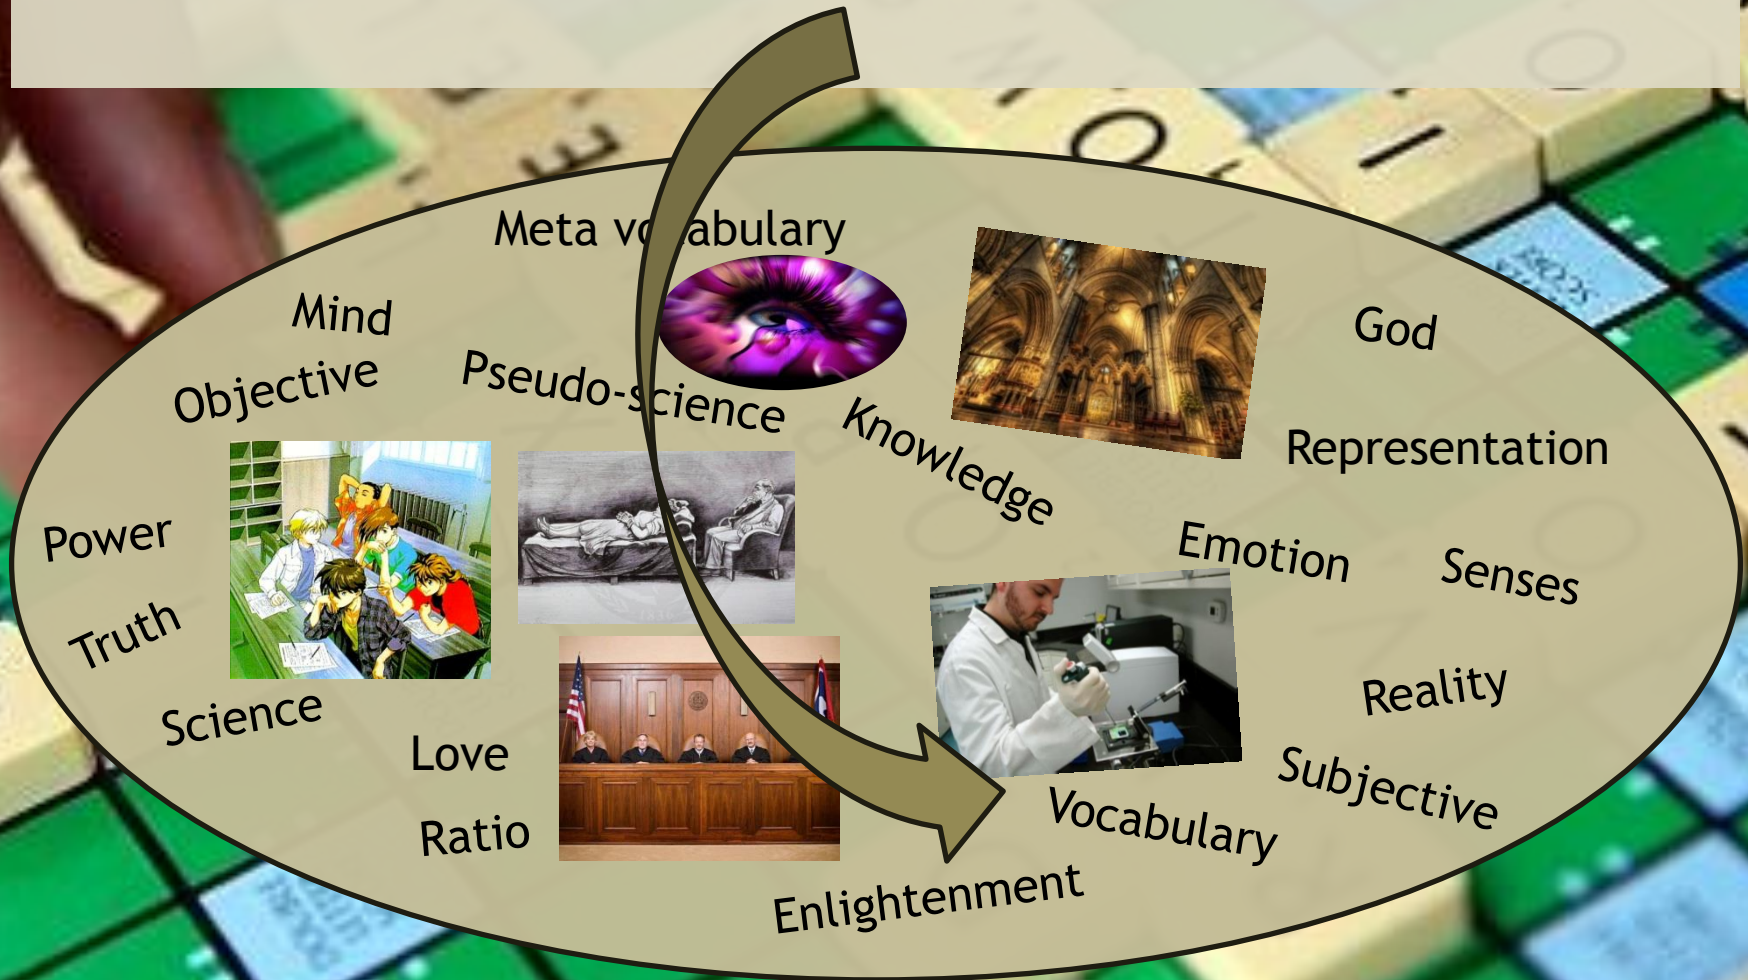 Meta vocabulary
Mind
God
Objective
Pseudo-science
Knowledge
Representation
Power
Emotion
Senses
Truth
Reality
Science
Love
Subjective
Ratio
Vocabulary
Enlightenment